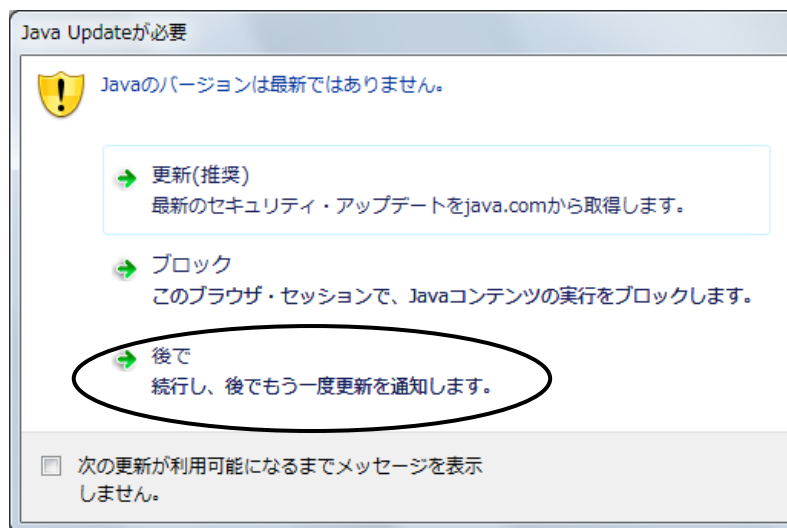 Java Updateが必要
Javaのバージョンは最新ではありません。
更新(推奨)
最新のセキュリティ・アップデートをjava.comから取得します。
ブロック
このブラウザ・セッションで、Javaコンテンツの実行をブロックします。
後で
続行し、後でもう一度更新を通知します。
次の更新が利用可能になるまでメッセージを表示
しません。